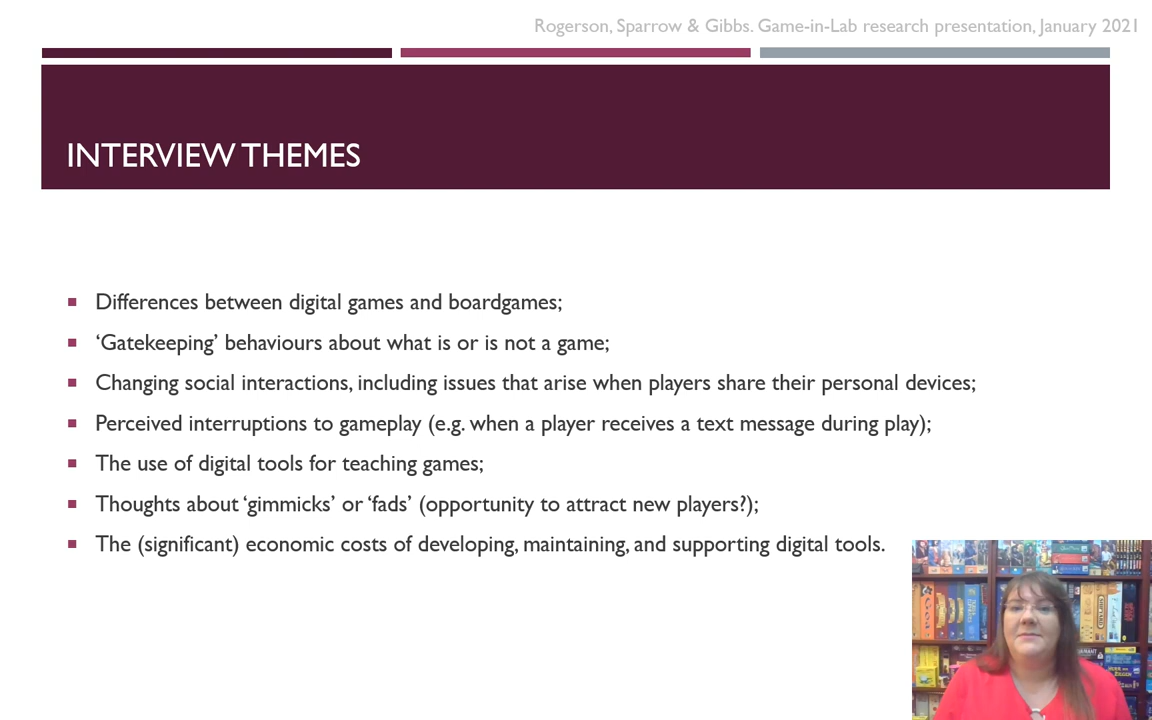 Rogerson, Sparrow & Gibbs. Game-in-Lab research presentation, January 2021
INTERVIEW THEMES
Differences between digital games and boardgames;
‘Gatekeeping’ behaviours about what is or is not a game;
Changing social interactions, including issues that arise when players share their personal devices;
Perceived interruptions to gameplay (e.g. when a player receives a text message during play);
The use of digital tools for teaching games;
Thoughts about ‘gimmicks’ or ‘fads’ (opportunity to attract new players?);
The (significant) economic costs of developing, maintaining, and supporting digital tools.